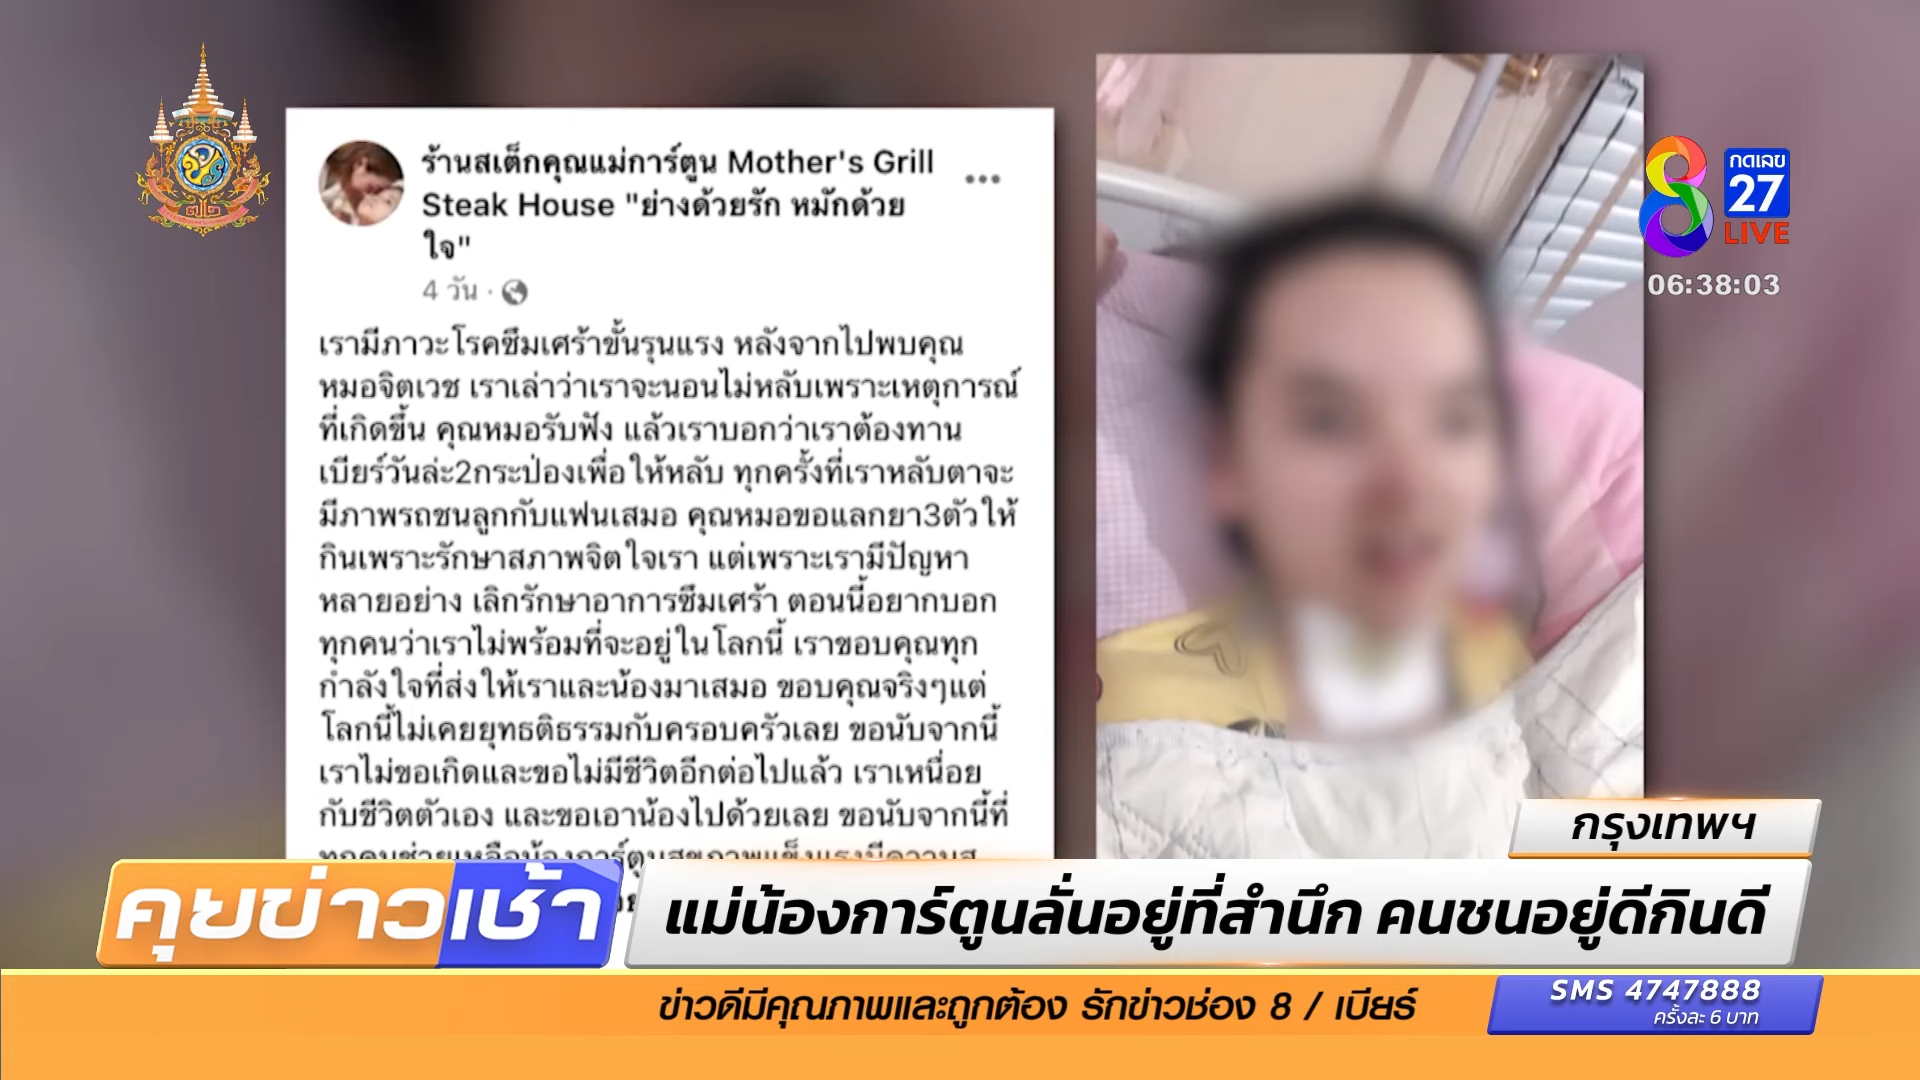 ร้านสเต็กคุณแม่การ์ตูน Mother's Grill
Steak House "ย่างด้วยรัก หมักด้วย
ใจ"
4 วัน ·
เรามีภาวะโรคซึมเศร้าขั้นรุนแรง หลังจากไปพบคุณ
หมอจิตเวช เราเล่าว่าเราจะนอนไม่หลับเพราะเหตุการณ์
ที่เกิดขึ้น คุณหมอรับฟัง แล้วเราบอกว่าเราต้องทาน
เบียร์วันล่ะ2กระป๋องเพื่อให้หลับ ทุกครั้งที่เราหลับตาจะ
มีภาพรถชนลูกกับแฟนเสมอ คุณหมอขอแลกยา3ตัวให้
กินเพราะรักษาสภาพจิตใจเรา แต่เพราะเรามีปัญหา
หลายอย่าง เลิกรักษาอาการซึมเศร้า ตอนนี้อยากบอก
ทุกคนว่าเราไม่พร้อมที่จะอยู่ในโลกนี้ เราขอบคุณทุก
กำลังใจที่ส่งให้เราและน้องมาเสมอ ขอบคุณจริงๆแต่
โลกนี้ไม่เคยยุทธติธรรมกับครอบครัวเลย ขอนับจากนี้
เราไม่ขอเกิดและขอไม่มีชีวิตอีกต่อไปแล้ว เราเหนื่อย
กับชีวิตตัวเอง และขอเอาน้องไปด้วยเลย ขอนับจากนี้ที่
กดเลข
27
LIVE
06:38:03
กรุงเทพฯ
คุยข่าวเช้า
แม่น้องการ์ตูนลั่นอยู่ที่สำนึก คนชนอยู่ดีกินดี
ข่าวดีมีคุณภาพและถูกต้อง รักข่าวช่อง 8 / เบียร์
SMS 4747888
ครั้งละ 6 บาท